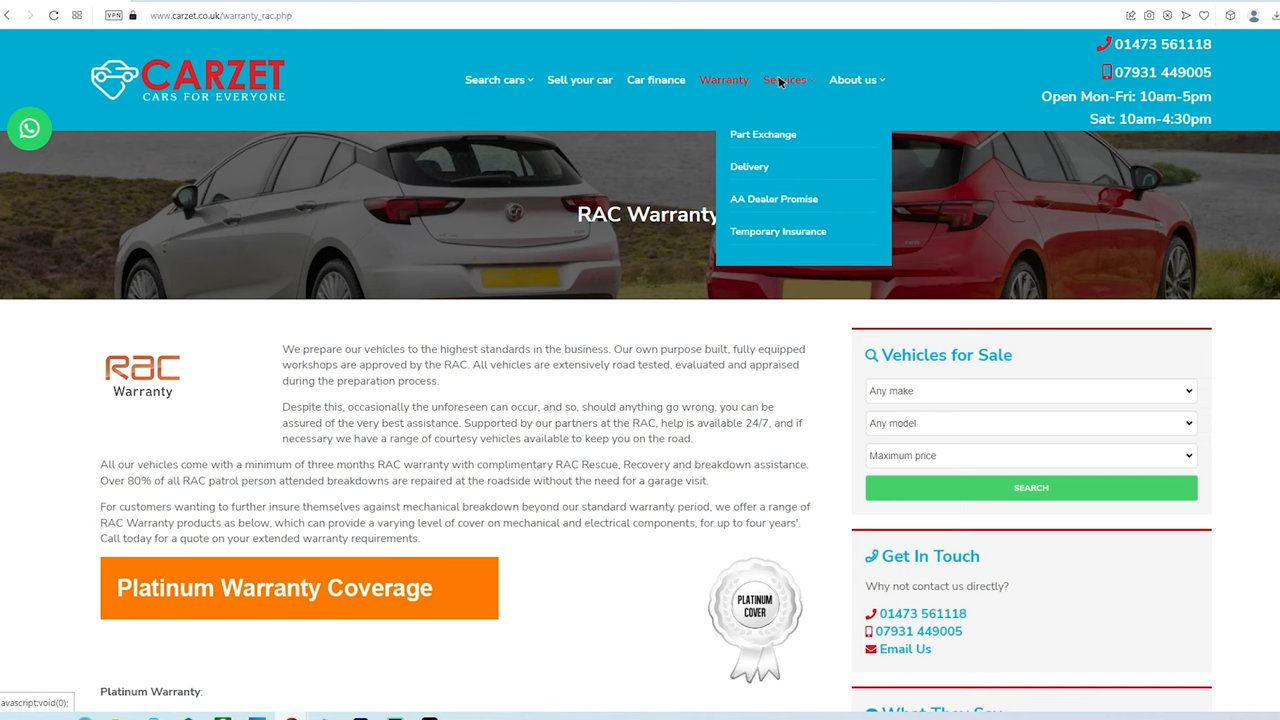 VPN
www.carzet.co.uk/warranty_rac.php
CARZET
CARS FOR EVERYONE
Search cars
Sell your car
Car finance
Warranty
Services
About us
01473 561118
07931 449005
Open Mon-Fri: 10am-5pm
Sat: 10am-4:30pm
Part Exchange
Delivery
AA Dealer Promise
Temporary Insurance
RAC Warranty
RAC
Warranty
We prepare our vehicles to the highest standards in the business. Our own purpose built, fully equipped
workshops are approved by the RAC. All vehicles are extensively road tested, evaluated and appraised
during the preparation process.
Despite this, occasionally the unforeseen can occur, and so, should anything go wrong, you can be
assured of the very best assistance. Supported by our partners at the RAC, help is available 24/7, and if
necessary we have a range of courtesy vehicles available to keep you on the road.
All our vehicles come with a minimum of three months RAC warranty with complimentary RAC Rescue, Recovery and breakdown assistance.
Over 80% of all RAC patrol person attended breakdowns are repaired at the roadside without the need for a garage visit.
For customers wanting to further insure themselves against mechanical breakdown beyond our standard warranty period, we offer a range of
RAC Warranty products as below, which can provide a varying level of cover on mechanical and electrical components, for up to four years'.
Call today for a quote on your extended warranty requirements.
Platinum Warranty Coverage
PLATINUM
COVER
Platinum Warranty:
Vehicles for Sale
Any make
Any model
Maximum price
SEARCH
Get In Touch
Why not contact us directly?
01473 561118
07931 449005
Email Us
What They Say
avascript:void(0);